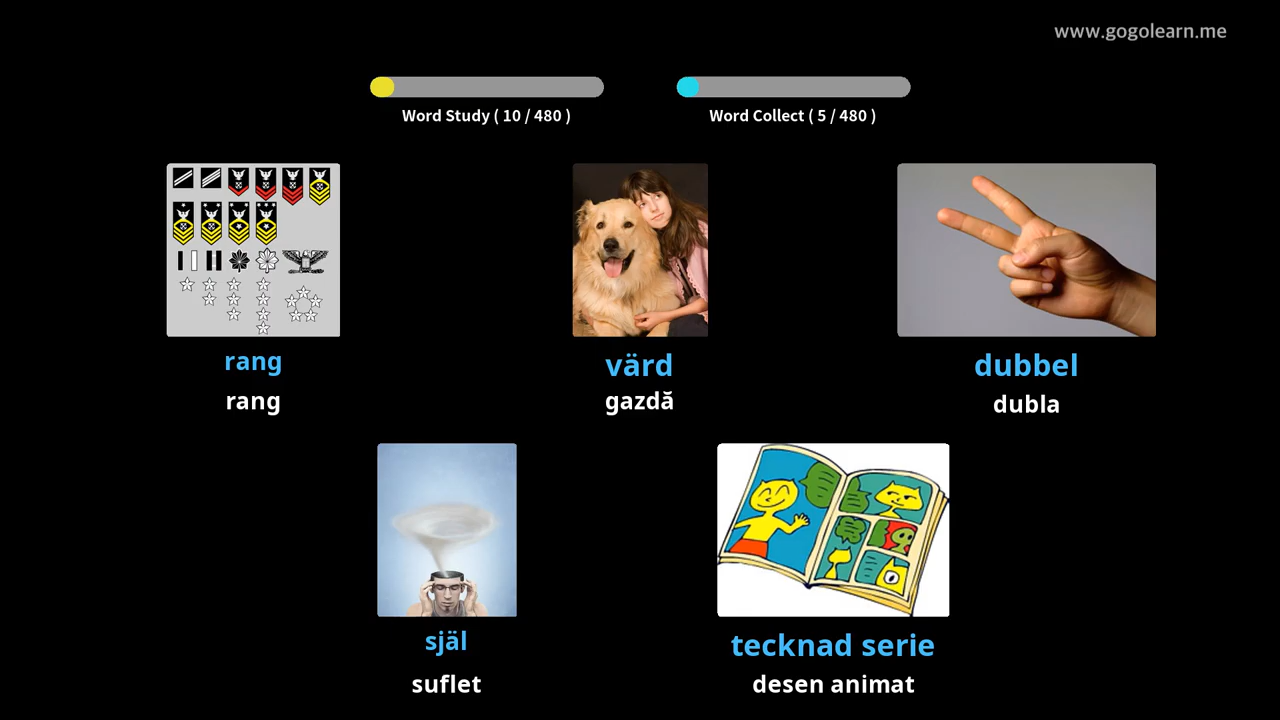 www.gogolearn.me
Word Study ( 10 / 480 )
Word Collect ( 5 / 480 )
rang
rang
värd
gazdă
dubbel
dubla
själ
suflet
tecknad serie
desen animat